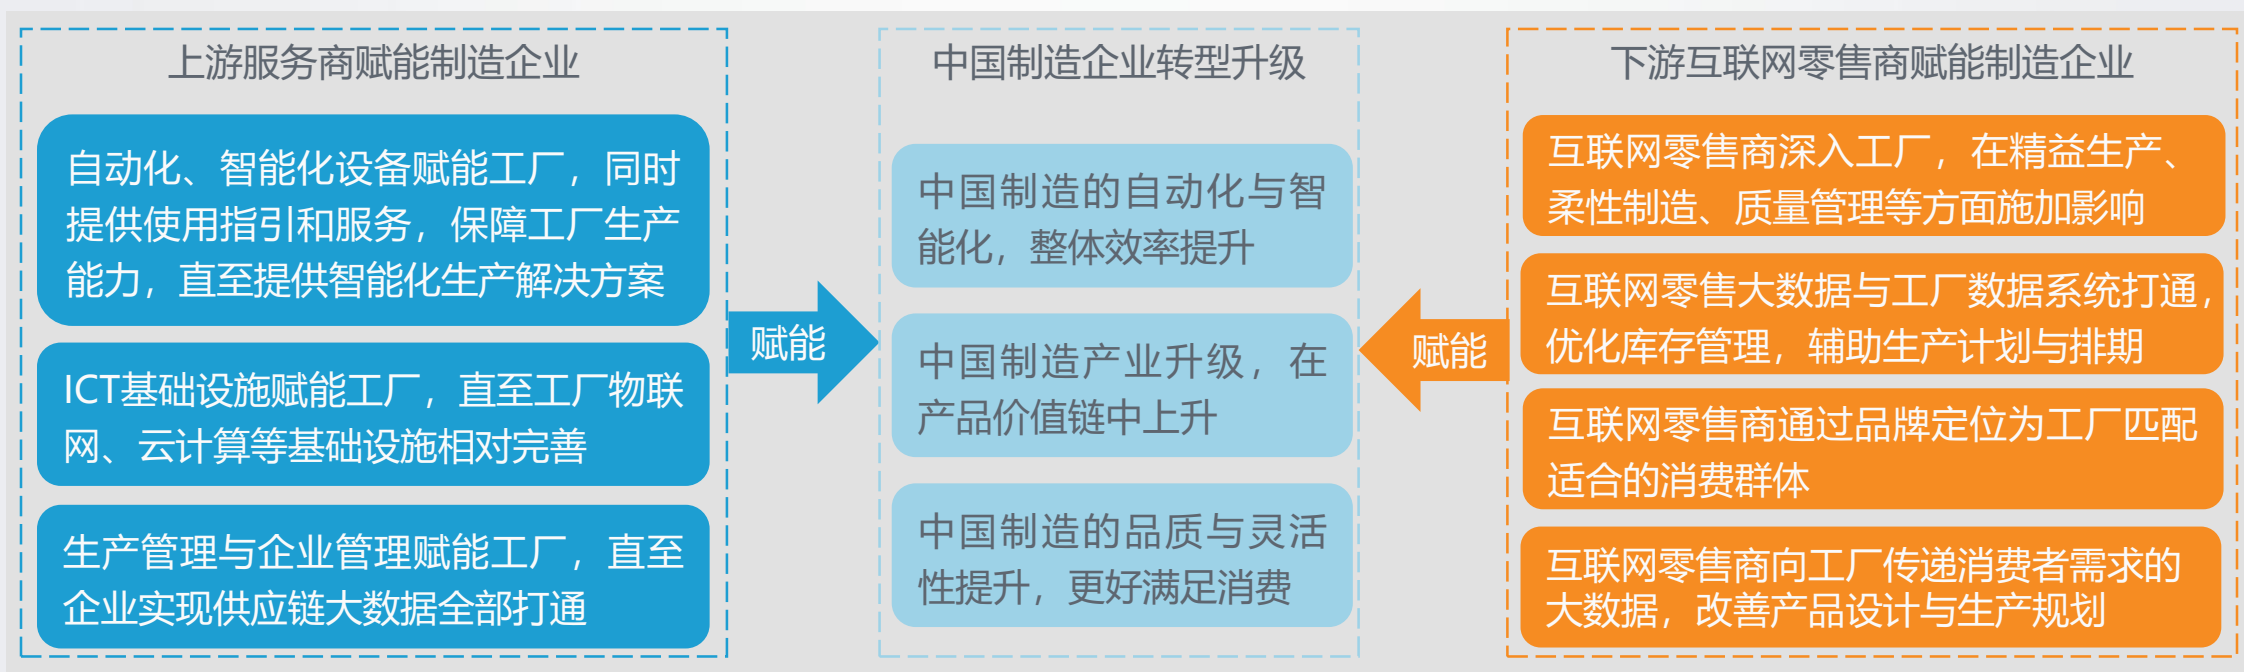 上游服务商赋能制造企业
自动化、智能化设备赋能工厂，同时
提供使用指引和服务，保障工厂生产
能力，直至提供智能化生产解决方案
ICT基础设施赋能工厂，直至工厂物联
网、云计算等基础设施相对完善
生产管理与企业管理赋能工厂，直至
企业实现供应链大数据全部打通
赋能
中国制造企业转型升级
中国制造的自动化与智
能化，整体效率提升
中国制造产业升级，在
产品价值链中上升
中国制造的品质与灵活
性提升，更好满足消费
赋能
下游互联网零售商赋能制造企业
互联网零售商深入工厂，在精益生产、
柔性制造、质量管理等方面施加影响
互联网零售大数据与工厂数据系统打通，
优化库存管理，辅助生产计划与排期
互联网零售商通过品牌定位为工厂匹配
适合的消费群体
互联网零售商向工厂传递消费者需求的
大数据，改善产品设计与生产规划